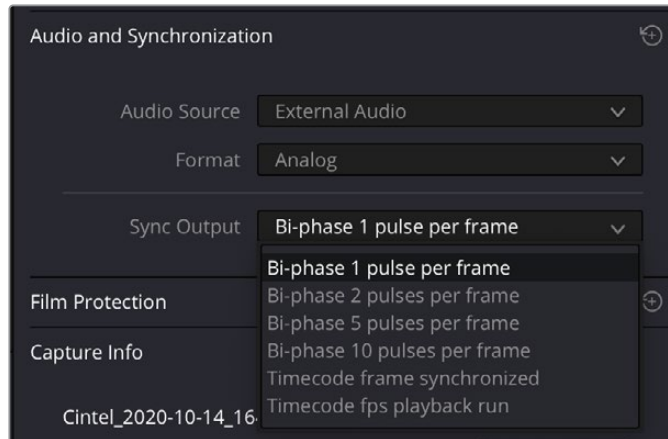 Audio and Synchronization
Audio Source External Audio
Format Analog
Sync Output Bi-phase 1 pulse per frame
Bi-phase 1 pulse per frame
Bi-phase 2 pulses per frame
Film Protection
Bi-phase 5 pulses per frame
Bi-phase 10 pulses per frame
Capture Info
Timecode frame synchronized
Timecode fps playback run
Cintel_2020-10-14_16